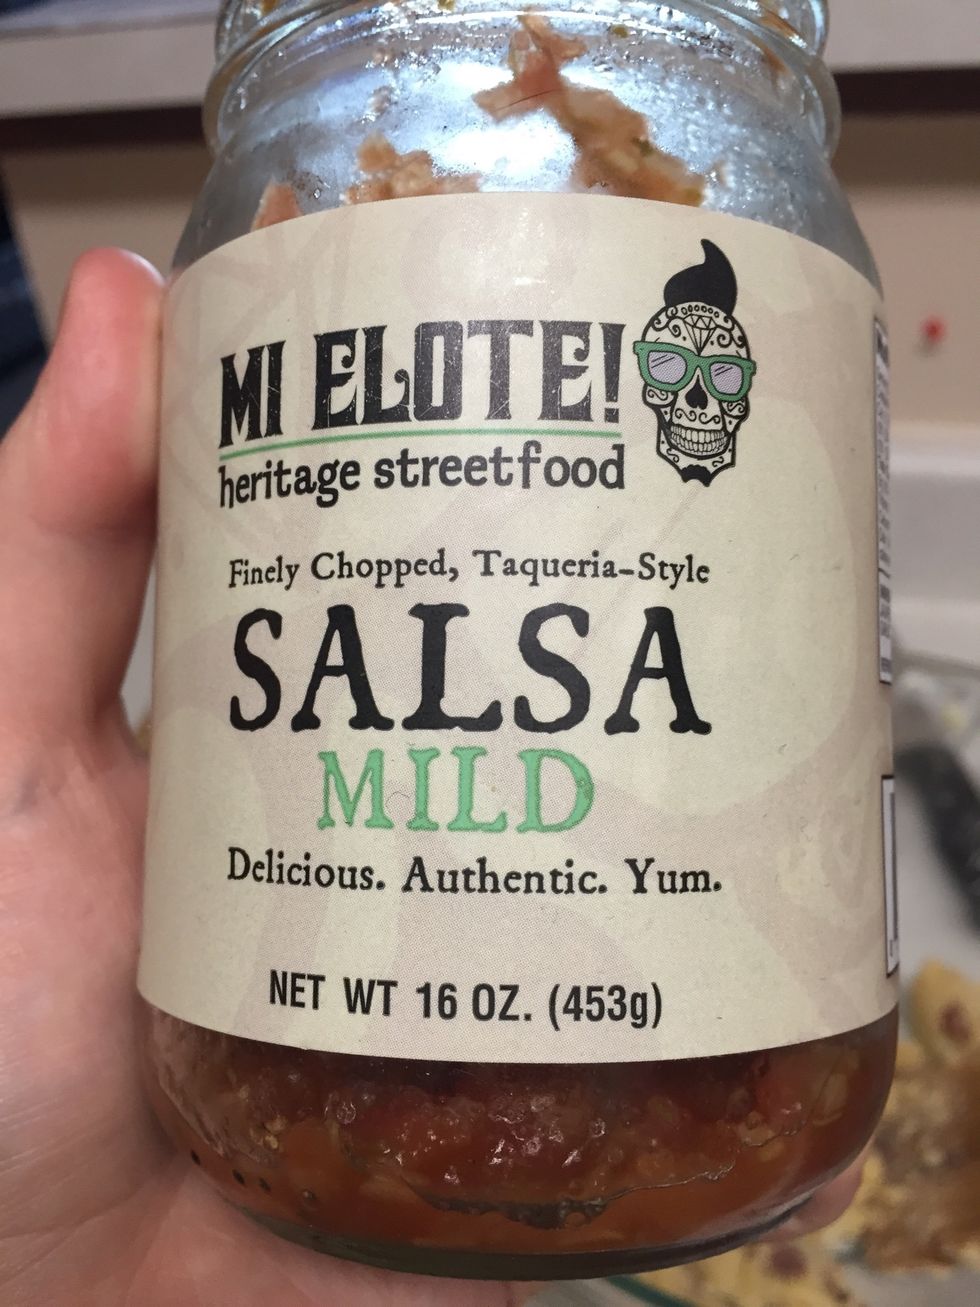 MI ELOTE!
heritage streetfood
Finely Chopped, Taqueria-Style
SALSA
MILD
Delicious. Authentic. Yum.
NET WT 16 OZ. (453g)